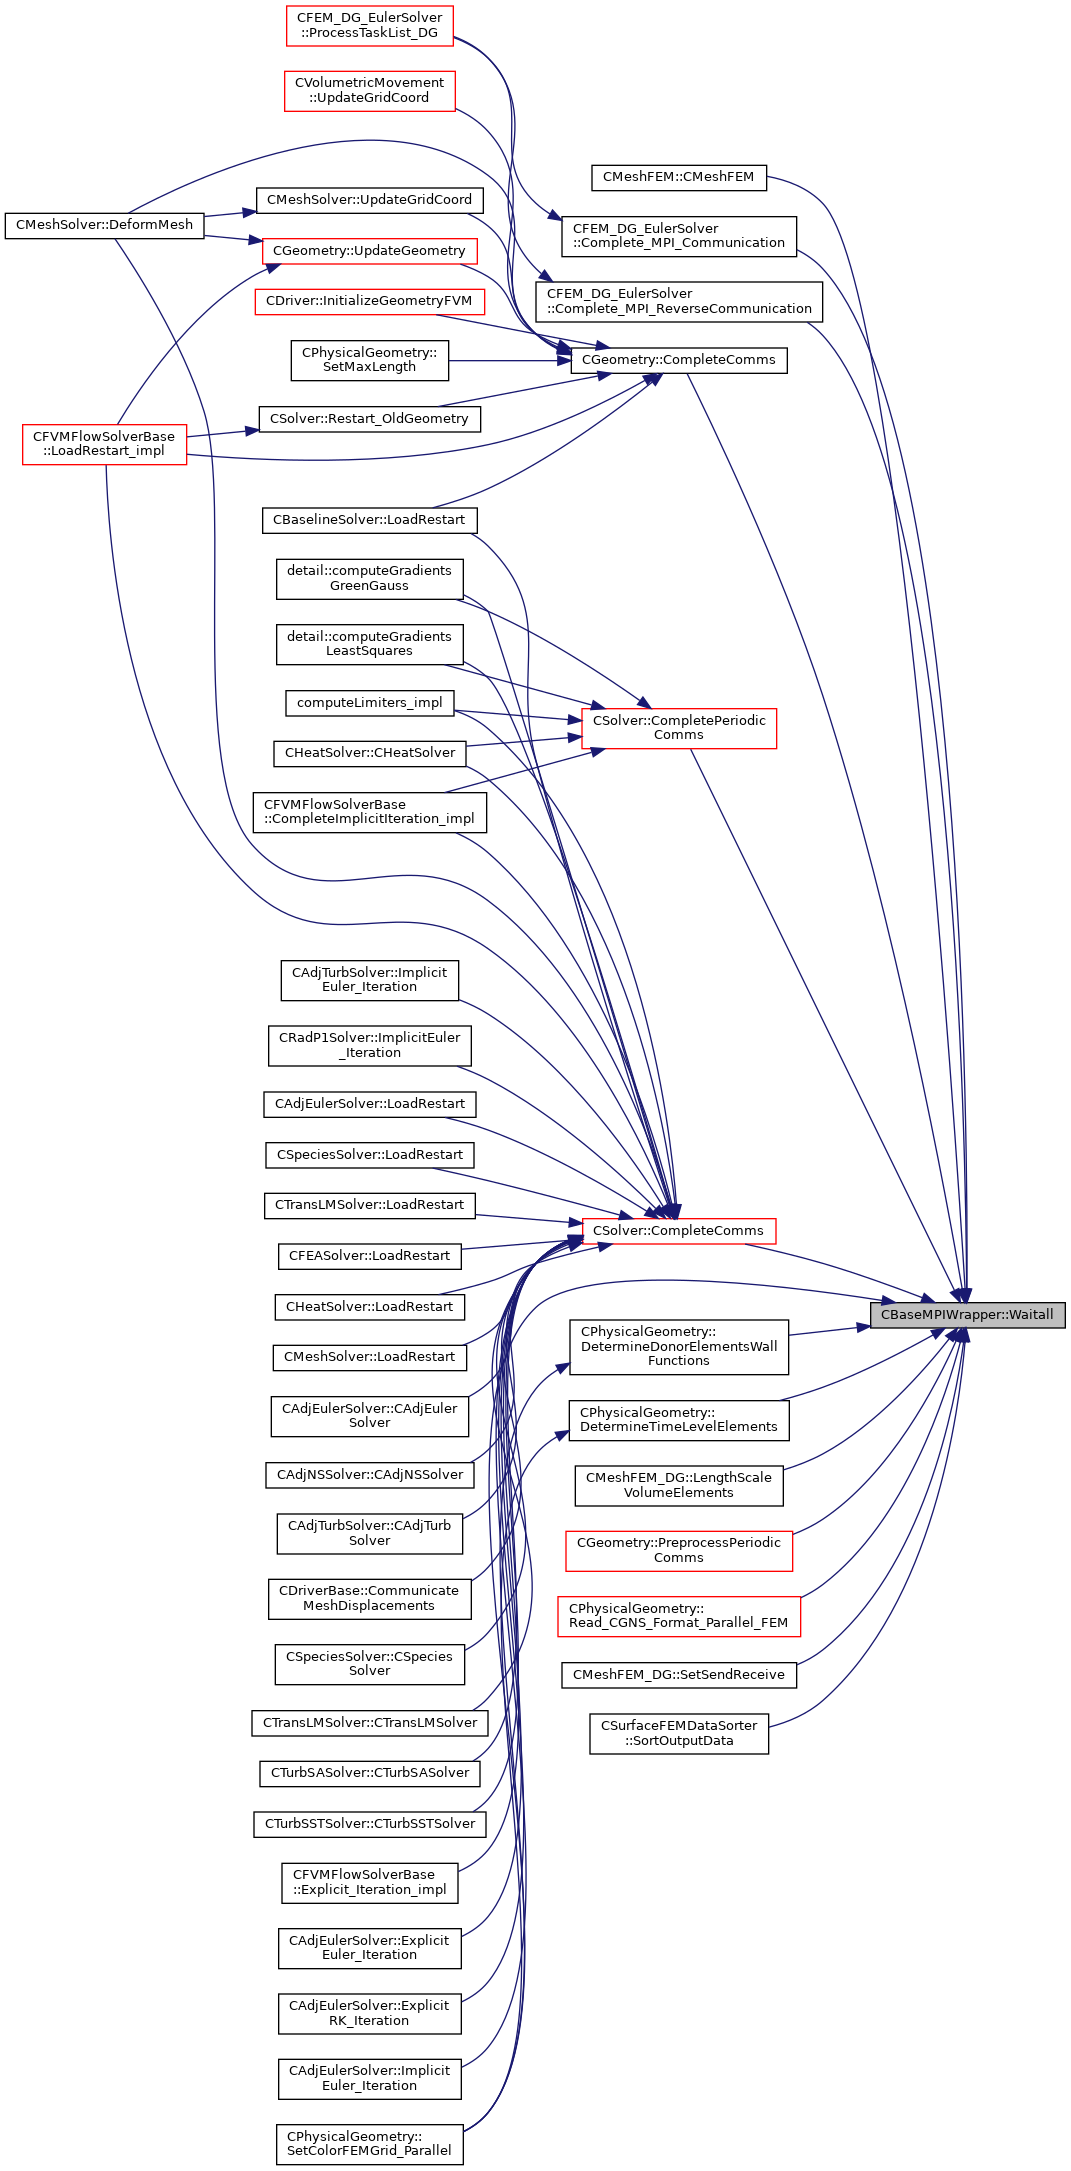 CFEM_DG_EulerSolver
::ProcessTaskList_DG
CVolumetricMovement
::UpdateGridCoord
CMeshFEM::CMeshFEM
CMeshSolver::UpdateGridCoord
CMeshSolver::DeformMesh
CFEM_DG_EulerSolver
::Complete_MPI_Communication
CGeometry::UpdateGeometry
CDriver::InitializeGeometryFVM
CFEM_DG_EulerSolver
::Complete_MPI_ReverseCommunication
CPhysicalGeometry::
SetMaxLength
CGeometry::CompleteComms
CSolver::Restart_OldGeometry
CFVMFlowSolverBase
::LoadRestart_impl
CBaselineSolver::LoadRestart
detail::computeGradients
GreenGauss
detail::computeGradients
LeastSquares
computeLimiters_impl
CSolver::CompletePeriodic
Comms
CHeatSolver::CHeatSolver
CFVMFlowSolverBase
::CompleteImplicitIteration_impl
CAdjTurbSolver::Implicit
Euler_Iteration
CRadP1Solver::ImplicitEuler
_Iteration
CAdjEulerSolver::LoadRestart
CSpeciesSolver::LoadRestart
CTransLMSolver::LoadRestart
CSolver::CompleteComms
CFEASolver::LoadRestart
CHeatSolver::LoadRestart
CBaseMPIWrapper::Waitall
CMeshSolver::LoadRestart
CPhysicalGeometry::
DetermineDonorElementsWall
Functions
CAdjEulerSolver::CAdjEuler
Solver
CPhysicalGeometry::
DetermineTimeLevelElements
CAdjNSSolver::CAdjNSSolver
CMeshFEM_DG::LengthScale
VolumeElements
CAdjTurbSolver::CAdjTurb
Solver
CGeometry::PreprocessPeriodic
Comms
CDriverBase::Communicate
MeshDisplacements
CPhysicalGeometry::
Read_CGNS_Format_Parallel_FEM
CSpeciesSolver::CSpecies
Solver
CMeshFEM_DG::SetSendReceive
CTransLMSolver::CTransLMSolver
CSurfaceFEMDataSorter
::SortOutputData
CTurbSASolver::CTurbSASolver
CTurbSSTSolver::CTurbSSTSolver
CFVMFlowSolverBase
::Explicit_Iteration_impl
CAdjEulerSolver::Explicit
Euler_Iteration
CAdjEulerSolver::Explicit
RK_Iteration
CAdjEulerSolver::Implicit
Euler_Iteration
CPhysicalGeometry::
SetColorFEMGrid_Parallel